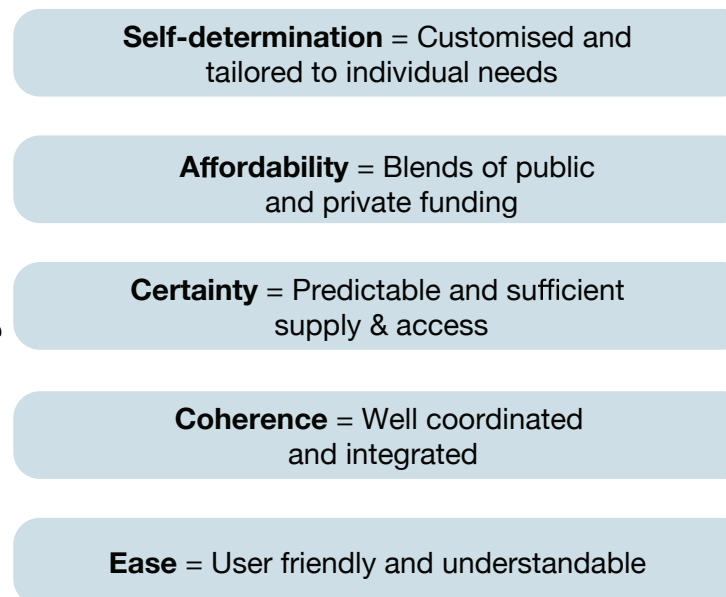 Self-determination = Customised and
tailored to individual needs
Affordability = Blends of public
and private funding
Certainty = Predictable and sufficient
supply & access
Coherence = Well coordinated
and integrated
Ease = User friendly and understandable